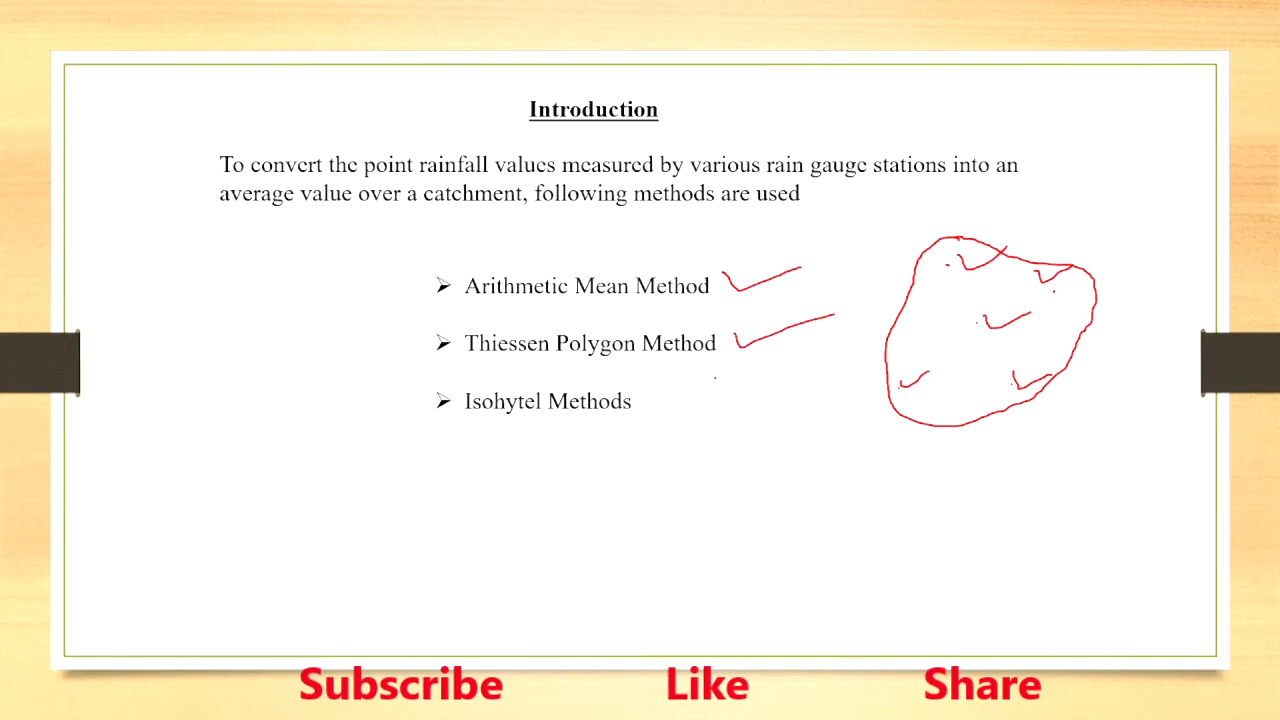 Introduction
To convert the point rainfall values measured by various rain gauge stations into an
average value over a catchment, following methods are used
➢ Arithmetic Mean Method
➢ Thiessen Polygon Method
➢ Isohytel Methods
Subscribe Like Share